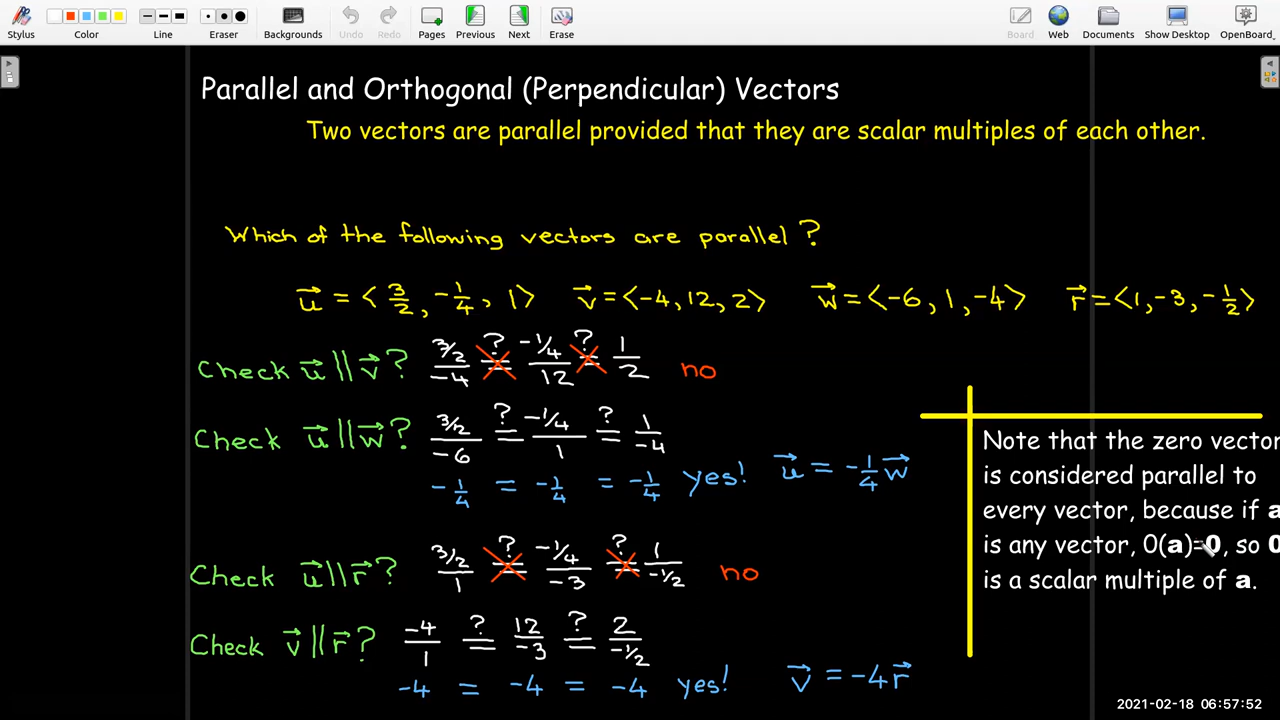 Stylus Color Line Eraser Backgrounds Undo Redo Pages Previous Next Erase Board Web Documents Show Desktop OpenBoard
Parallel and Orthogonal (Perpendicular) Vectors
Two vectors are parallel provided that they are scalar multiples of each other.
Which of the following vectors are parallel?
u⃗ = ⟨3/2, -1/4, 1⟩ v⃗ = ⟨-4, 12, 2⟩ w⃗ = ⟨-6, 1, -4⟩ r⃗ = ⟨1, -3, -1/2⟩
Check u⃗ || v⃗? (3/2)/(-4) ?= (-1/4)/12 ?= 1/2 no
Check u⃗ || w⃗? (3/2)/(-6) ?= (-1/4)/1 ?= 1/(-4)
-1/4 = -1/4 = -1/4 yes! u⃗ = -1/4 w⃗
Check u⃗ || r⃗? (3/2)/1 ?= (-1/4)/(-3) ?= 1/(-1/2) no
Check v⃗ || r⃗? (-4)/1 ?= 12/(-3) ?= 2/(-1/2)
-4 = -4 = -4 yes! v⃗ = -4r⃗
Note that the zero vector
is considered parallel to
every vector, because if a
is any vector, 0(a)=0, so 0
is a scalar multiple of a.
2021-02-18 06:57:52